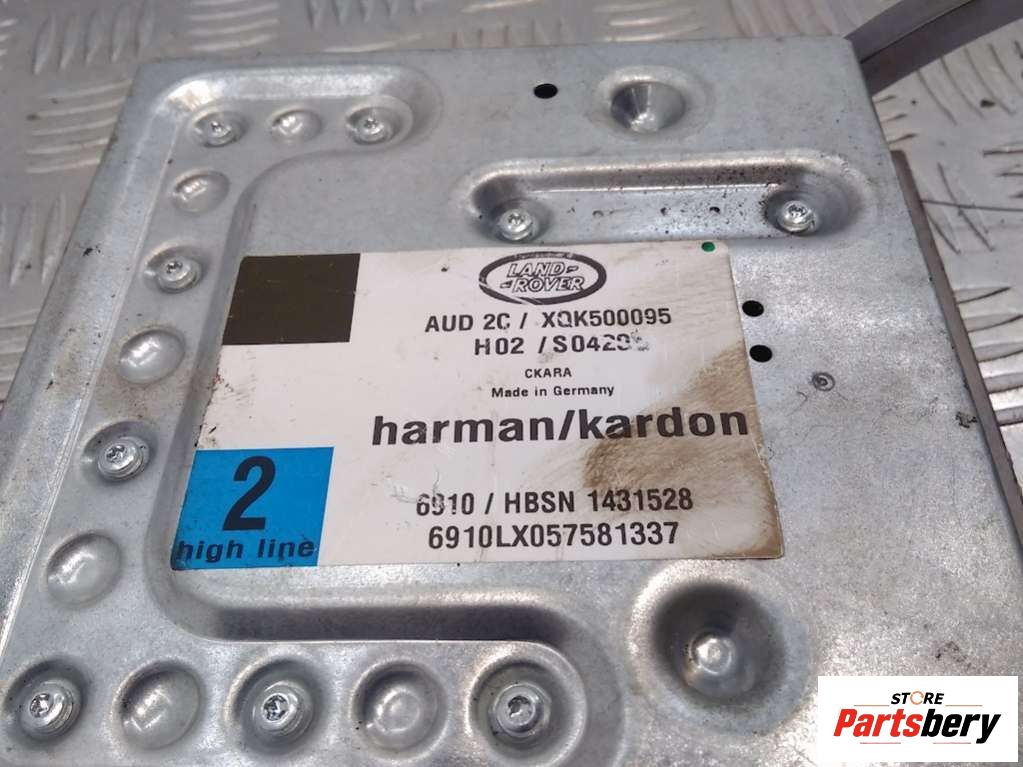 LAND-
-ROVER
AUD 2C / XQK500095
H02
CKARA
Made in Germany
harman/kardon
2
high line
6910 / HBSN 1431528
6910LX057581337
STORE
Partsbery